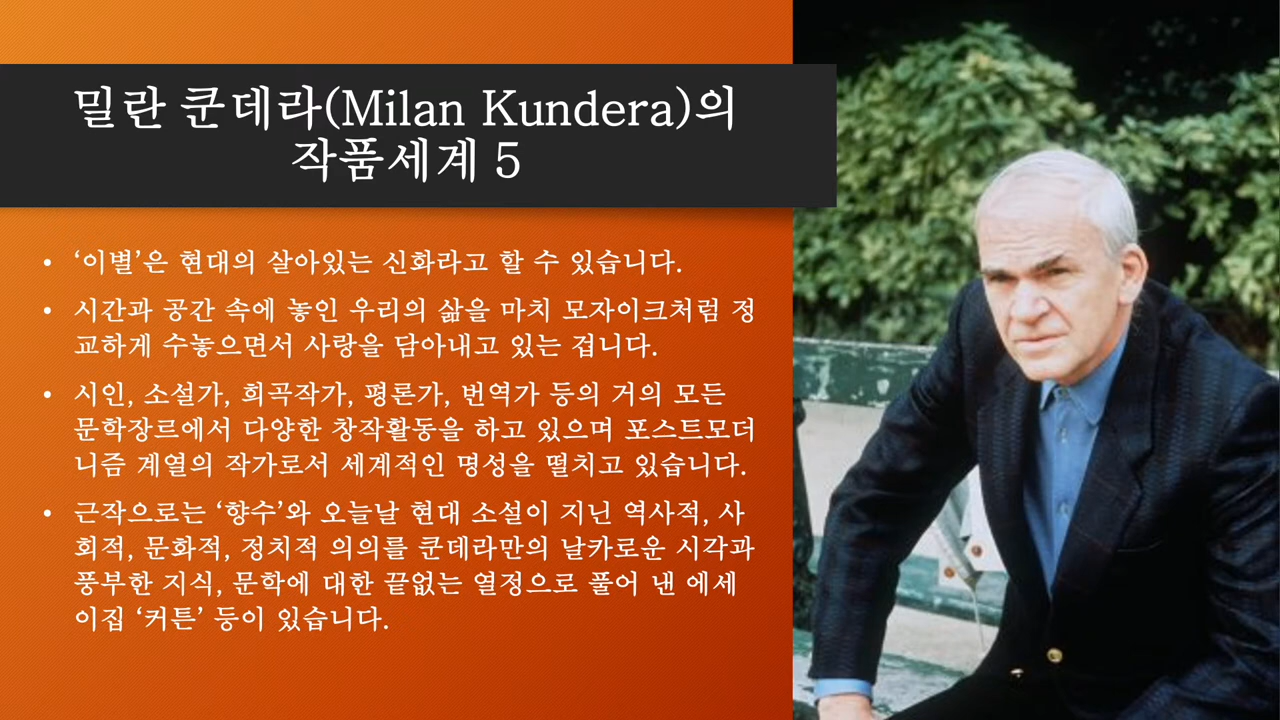 밀란 쿤데라(Milan Kundera)의
작품세계 5
• ‘이별’은 현대의 살아있는 신화라고 할 수 있습니다.
• 시간과 공간 속에 놓인 우리의 삶을 마치 모자이크처럼 정
교하게 수놓으면서 사랑을 담아내고 있는 겁니다.
• 시인, 소설가, 희곡작가, 평론가, 번역가 등의 거의 모든
문학장르에서 다양한 창작활동을 하고 있으며 포스트모더
니즘 계열의 작가로서 세계적인 명성을 떨치고 있습니다.
• 근작으로는 ‘향수’와 오늘날 현대 소설이 지닌 역사적, 사
회적, 문화적, 정치적 의의를 쿤데라만의 날카로운 시각과
풍부한 지식, 문학에 대한 끝없는 열정으로 풀어 낸 에세
이집 ‘커튼’ 등이 있습니다.